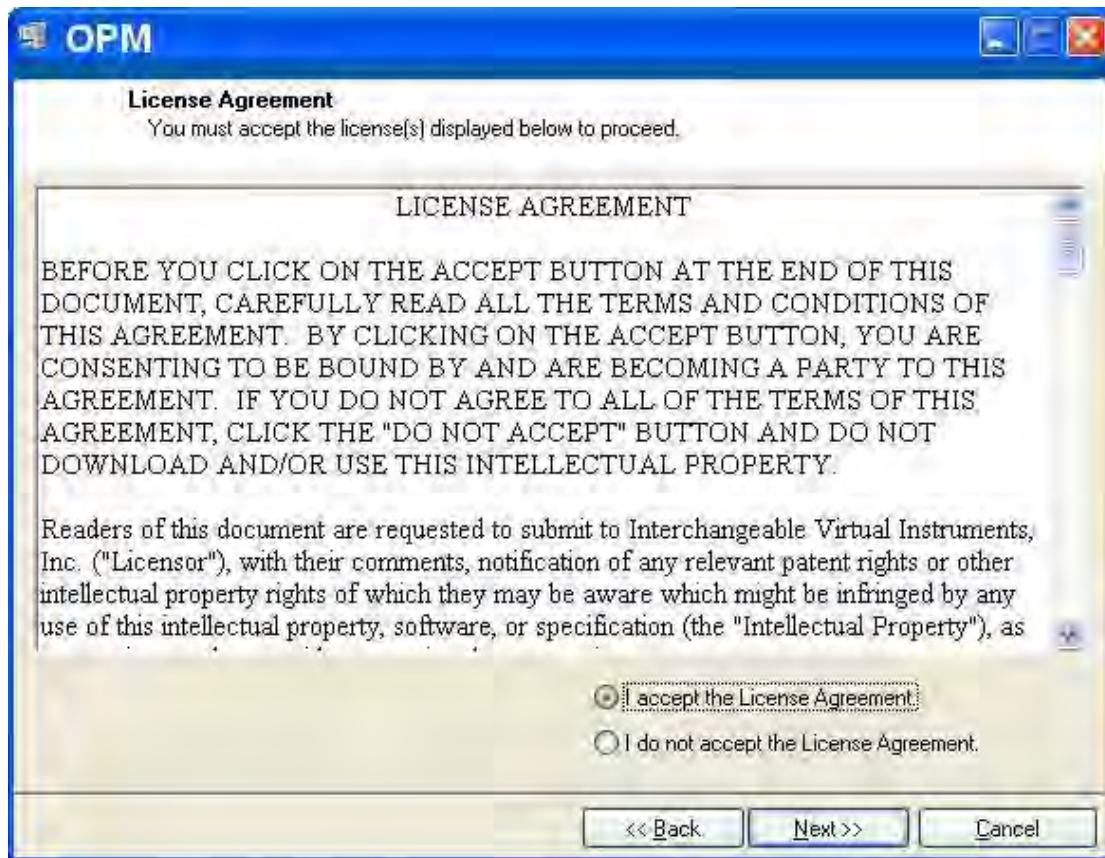 OPM
License Agreement
You must accept the license(s) displayed below to proceed.
LICENSE AGREEMENT
BEFORE YOU CLICK ON THE ACCEPT BUTTON AT THE END OF THIS
DOCUMENT, CAREFULLY READ ALL THE TERMS AND CONDITIONS OF
THIS AGREEMENT. BY CLICKING ON THE ACCEPT BUTTON, YOU ARE
CONSENTING TO BE BOUND BY AND ARE BECOMING A PARTY TO THIS
AGREEMENT. IF YOU DO NOT AGREE TO ALL OF THE TERMS OF THIS
AGREEMENT, CLICK THE "DO NOT ACCEPT" BUTTON AND DO NOT
DOWNLOAD AND/OR USE THIS INTELLECTUAL PROPERTY.
Readers of this document are requested to submit to Interchangeable Virtual Instruments,
Inc. ("Licensor"), with their comments, notification of any relevant patent rights or other
intellectual property rights of which they may be aware which might be infringed by any
use of this intellectual property, software, or specification (the "Intellectual Property"), as
I accept the License Agreement.
I do not accept the License Agreement.
<< Back
Next >>
Cancel